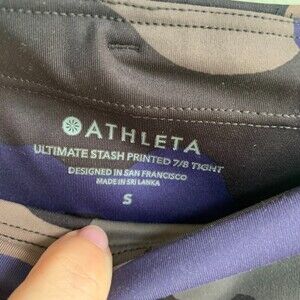 ATHLETA
ULTIMATE STASH PRINTED 7/8 TIGHT
DESIGNED IN SAN FRANCISCO
MADE IN SRI LANKA
S